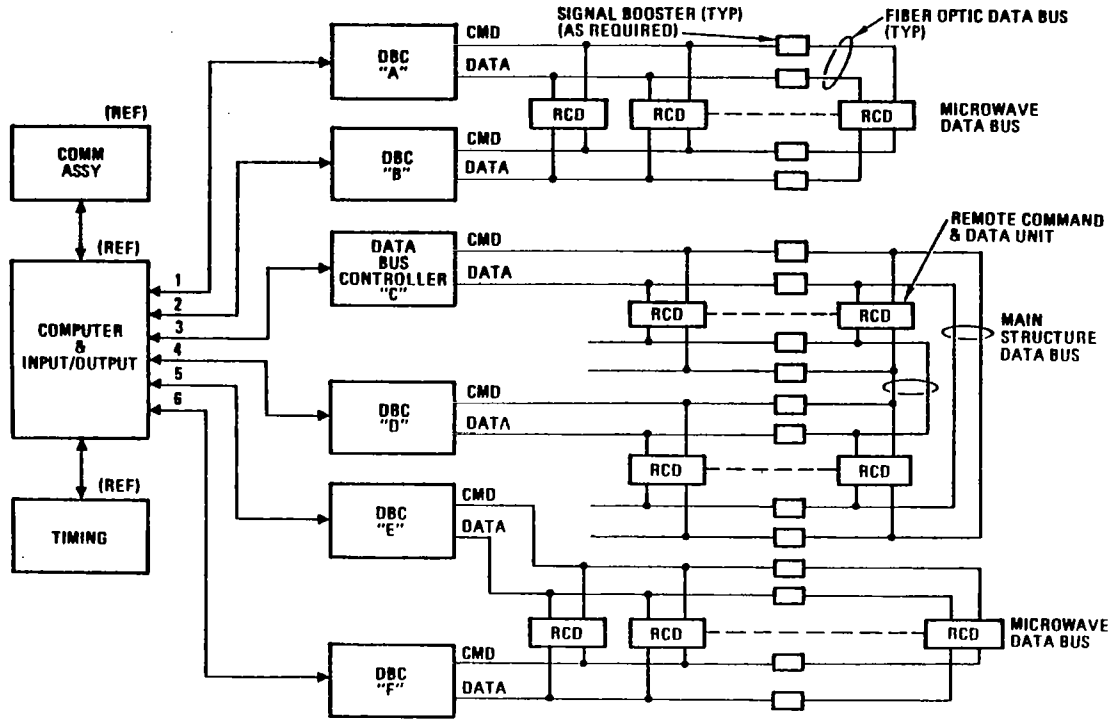 SIGNAL BOOSTER (TYP)
(AS REQUIRED)
FIBER OPTIC DATA BUS
(TYP)
DBC
"A"
CMD
DATA
RCD
RCD
RCD
MICROWAVE
DATA BUS
(REF)
COMM
ASSY
DBC
"B"
CMD
DATA
(REF)
COMPUTER
&
INPUT/OUTPUT
1
2
3
4
5
6
DATA
BUS
CONTROLLER
"C"
CMD
DATA
REMOTE COMMAND
& DATA UNIT
RCD
RCD
MAIN
STRUCTURE
DATA BUS
DBC
"D"
CMD
DATA
RCD
RCD
(REF)
TIMING
DBC
"E"
CMD
DATA
RCD
RCD
RCD
MICROWAVE
DATA BUS
DBC
"F"
CMD
DATA